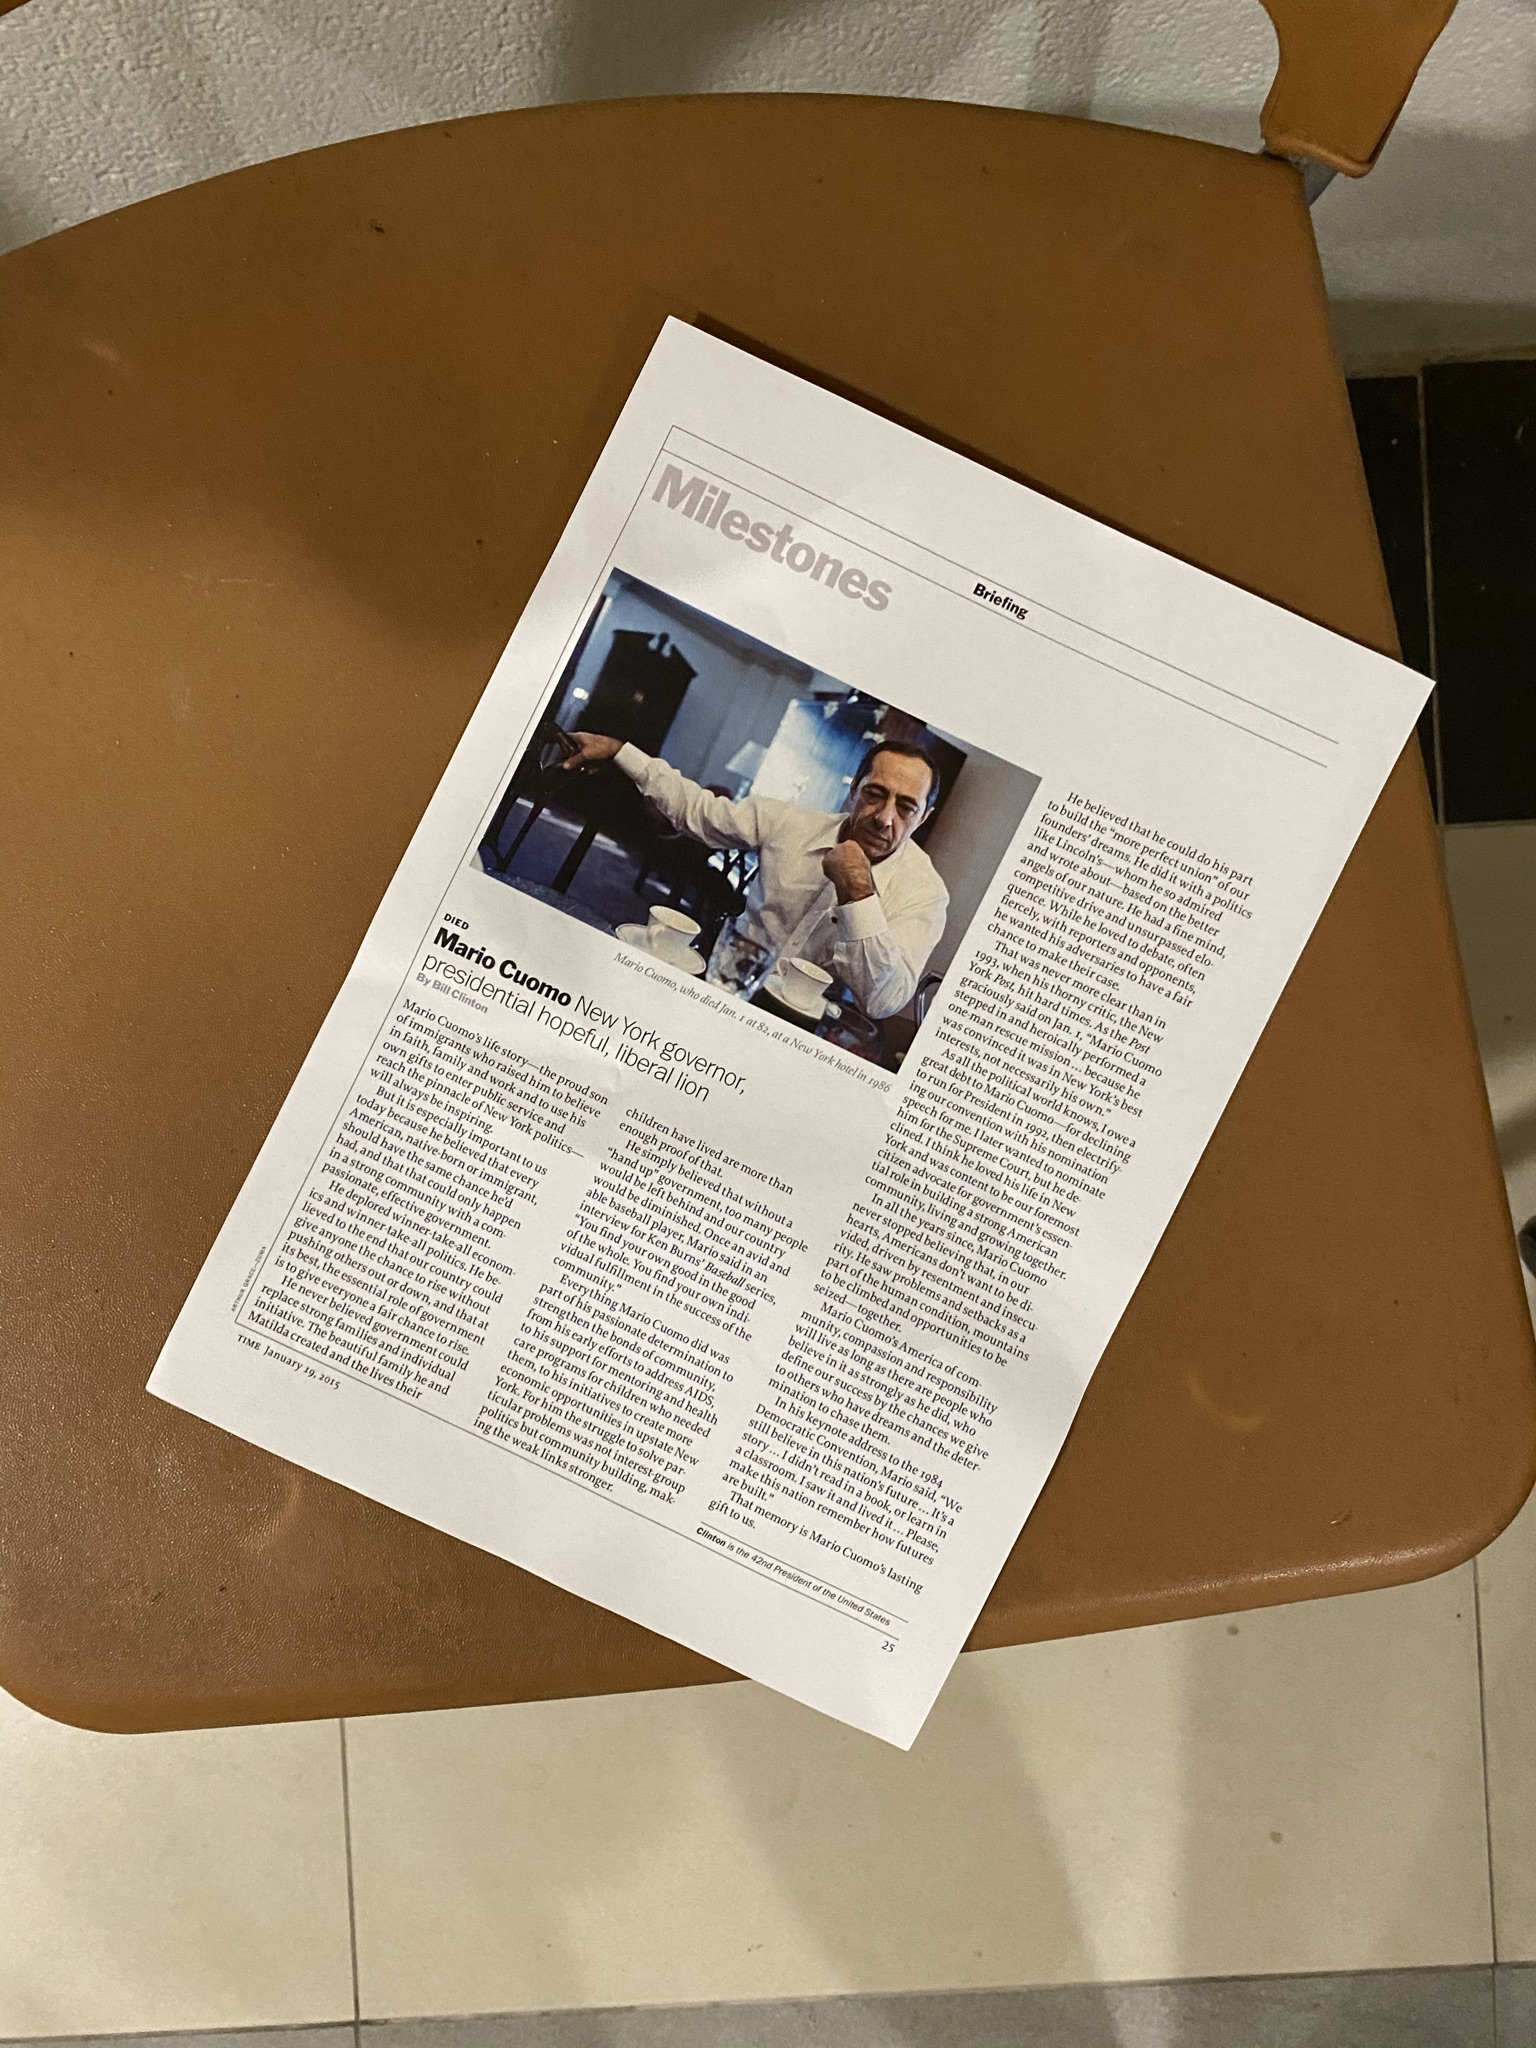 Briefing
Milestones
Mario Cuomo, who died Jan. 1 at 82, at a New York hotel in 1986
DIED
Mario Cuomo New York governor,
presidential hopeful, liberal lion
By Bill Clinton
Mario Cuomo's life story—the proud son
of immigrants who raised him to believe
in faith, family and work and to use his
own gifts to enter public service and
reach the pinnacle of New York politics—
will always be inspiring.
But it is especially important to us
today because he believed that every
American, native-born or immigrant,
should have the same chance he'd
had, and that that could only happen
in a strong community with a com-
passionate, effective government.
He deplored winner-take-all econom-
ics and winner-take-all politics. He be-
lieved to the end that our country could
give anyone the chance to rise without
pushing others out or down, and that at
its best, the essential role of government
is to give everyone a fair chance to rise.
He never believed government could
replace strong families and individual
initiative. The beautiful family he and
Matilda created and the lives their
children have lived are more than
enough proof of that.
He simply believed that without a
"hand up" government, too many people
would be left behind and our country
would be diminished. Once an avid and
able baseball player, Mario said in an
interview for Ken Burns' Baseball series,
"You find your own good in the good
of the whole. You find your own indi-
vidual fulfillment in the success of the
community."
Everything Mario Cuomo did was
part of his passionate determination to
strengthen the bonds of community,
from his early efforts to address AIDS,
to his support for mentoring and health
care programs for children who needed
them, to his initiatives to create more
economic opportunities in upstate New
York. For him the struggle to solve par-
ticular problems was not interest-group
politics but community building, mak-
ing the weak links stronger.
He believed that he could do his part
to build the "more perfect union" of our
founders' dreams. He did it with a politics
like Lincoln's—whom he so admired
and wrote about—based on the better
angels of our nature. He had a fine mind,
competitive drive and unsurpassed elo-
quence. While he loved to debate, often
fiercely, with reporters and opponents,
he wanted his adversaries to have a fair
chance to make their case.
That was never more clear than in
1993, when his thorny critic, the New
York Post, hit hard times. As the Post
graciously said on Jan. 1, "Mario Cuomo
stepped in and heroically performed a
one-man rescue mission ... because he
was convinced it was in New York's best
interests, not necessarily his own."
As all the political world knows, I owe a
great debt to Mario Cuomo—for declining
to run for President in 1992, then electrify-
ing our convention with his nomination
speech for me. I later wanted to nominate
him for the Supreme Court, but he de-
clined. I think he loved his life in New
York and was content to be our foremost
citizen advocate for government's essen-
tial role in building a strong American
community, living and growing together.
In all the years since, Mario Cuomo
never stopped believing that, in our
hearts, Americans don't want to be di-
vided, driven by resentment and insecu-
rity. He saw problems and setbacks as a
part of the human condition, mountains
to be climbed and opportunities to be
seized—together.
Mario Cuomo's America of com-
munity, compassion and responsibility
will live as long as there are people who
believe in it as strongly as he did, who
define our success by the chances we give
to others who have dreams and the deter-
mination to chase them.
In his keynote address to the 1984
Democratic Convention, Mario said, "We
still believe in this nation's future ... It's a
story ... I didn't read in a book, or learn in
a classroom. I saw it and lived it ... Please,
make this nation remember how futures
are built."
That memory is Mario Cuomo's lasting
gift to us.
Clinton is the 42nd President of the United States
ARTHUR GRACE—ZUMA
TIME January 19, 2015
25